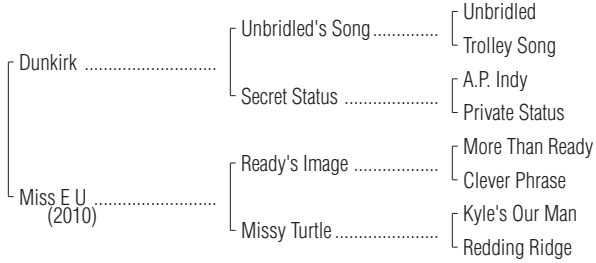 Unbridled
Unbridled's Song..............
Trolley Song
Dunkirk ............................
A.P. Indy
Secret Status ....................
Private Status
More Than Ready
Ready's Image ..................
Clever Phrase
Miss E U ..........................
(2010)
Kyle's Our Man
Missy Turtle ......................
Redding Ridge